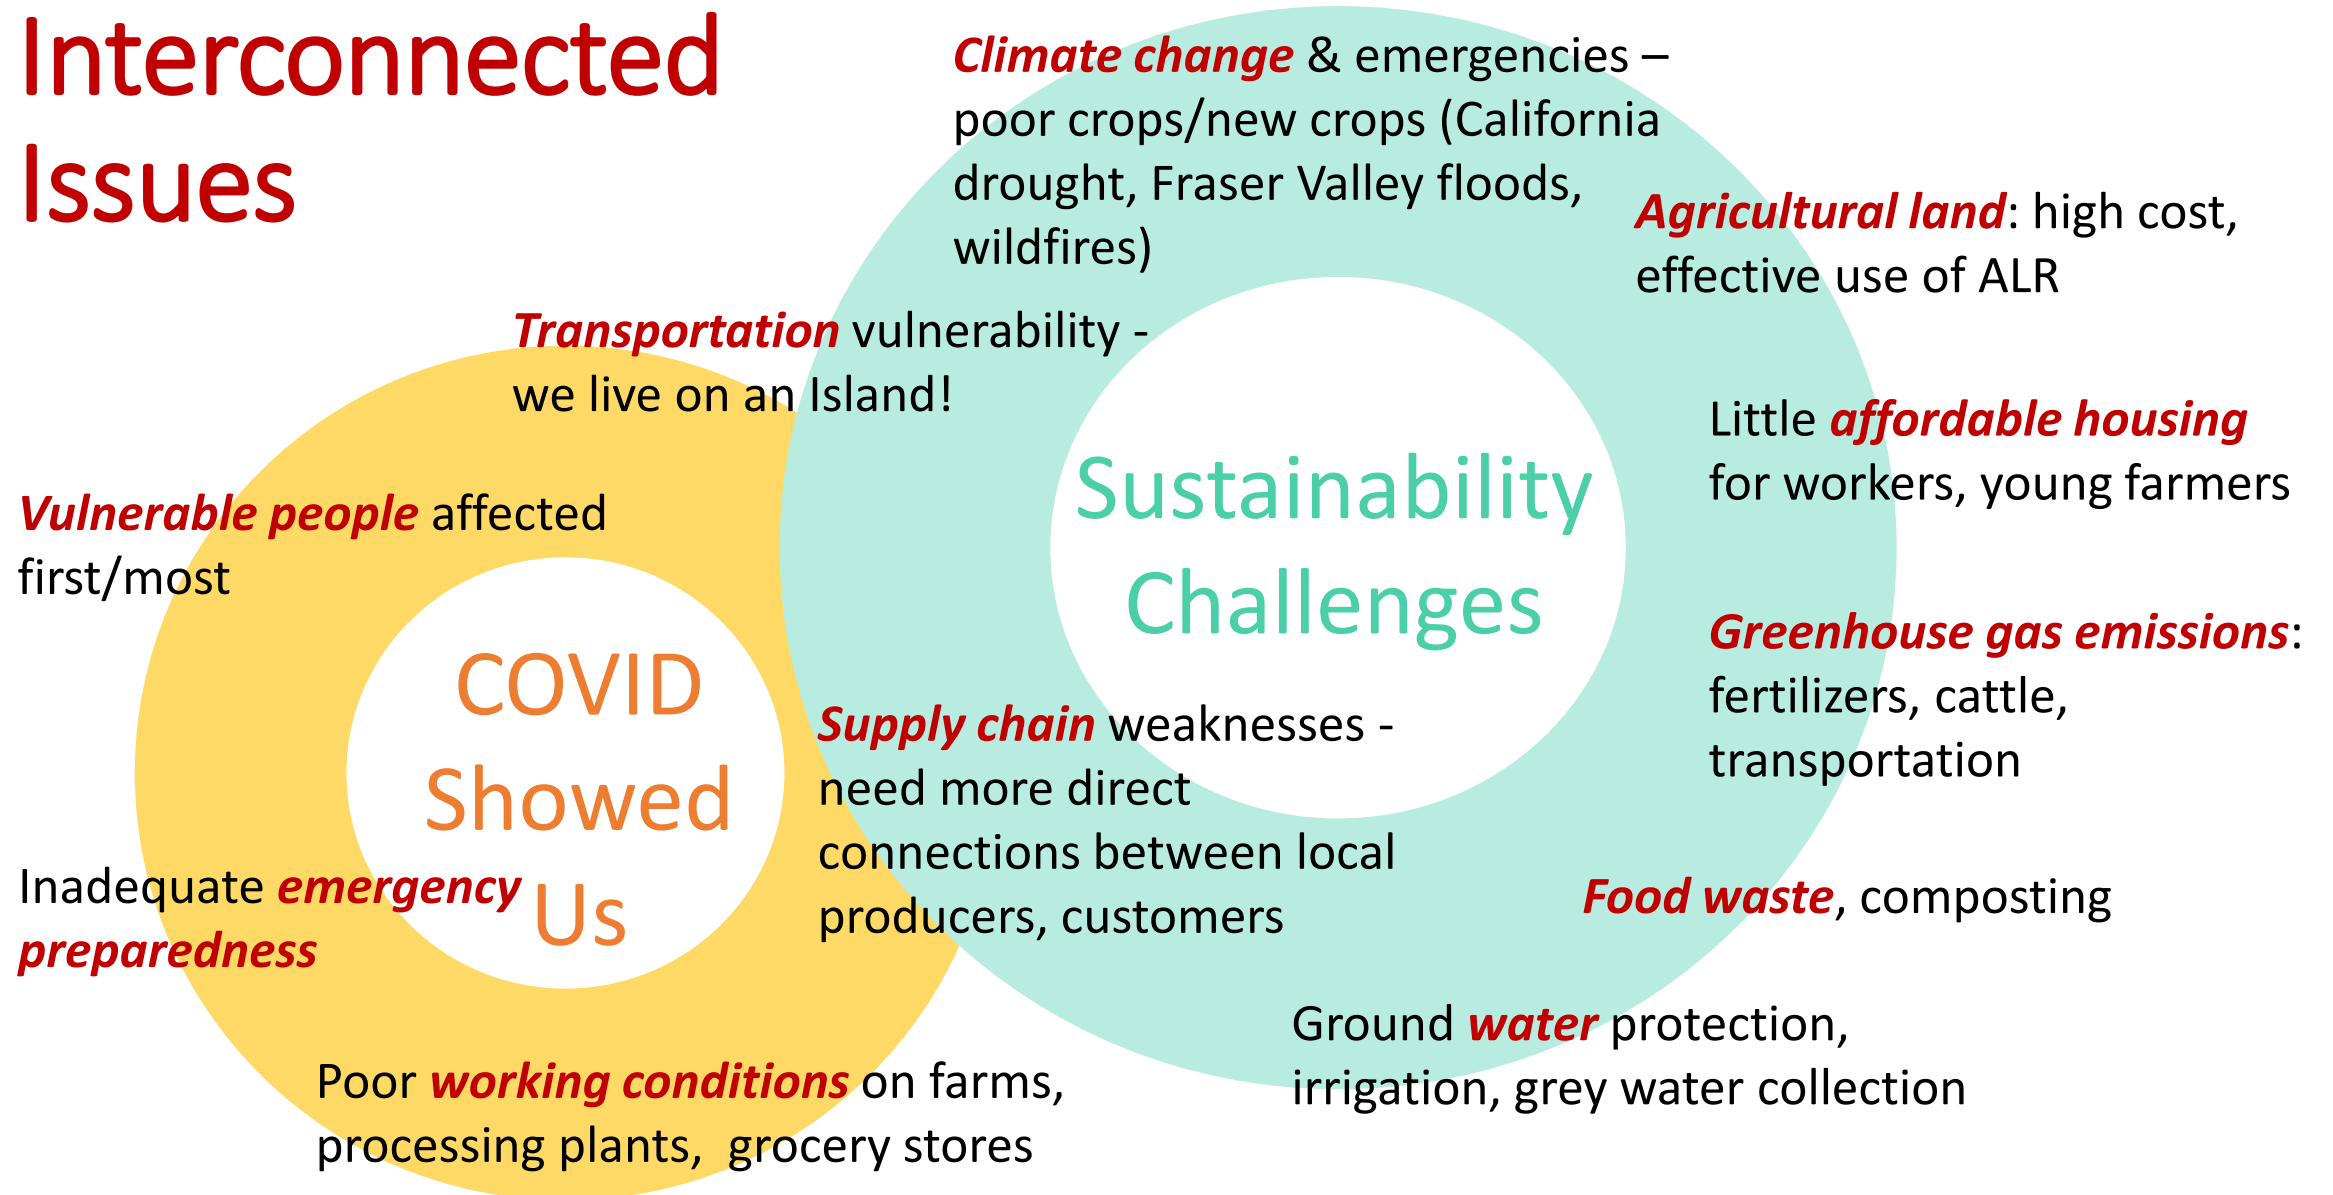 Interconnected
Issues
Climate change & emergencies –
poor crops/new crops (California
drought, Fraser Valley floods,
wildfires)
Agricultural land: high cost,
effective use of ALR
Transportation vulnerability -
we live on an Island!
Little affordable housing
for workers, young farmers
Vulnerable people affected
first/most
Sustainability
Challenges
Greenhouse gas emissions:
fertilizers, cattle,
transportation
COVID
Showed
Us
Supply chain weaknesses -
need more direct
connections between local
producers, customers
Inadequate emergency
preparedness
Food waste, composting
Ground water protection,
irrigation, grey water collection
Poor working conditions on farms,
processing plants,  grocery stores